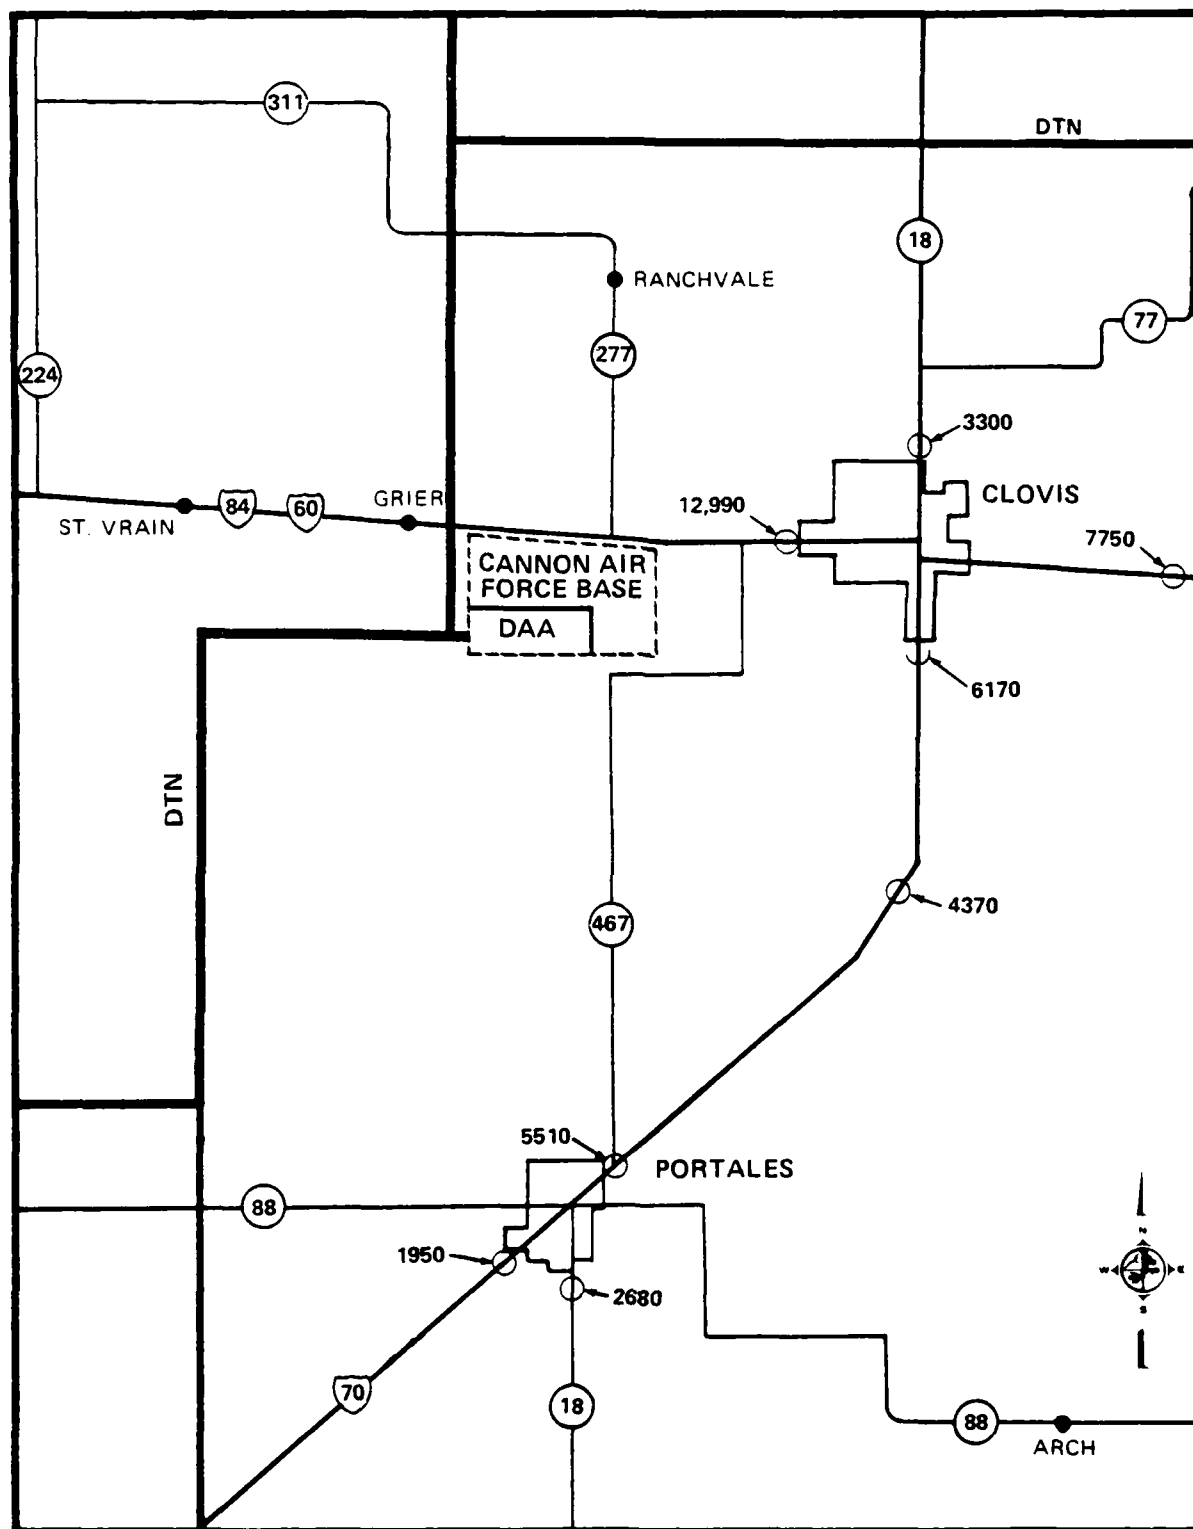 311
DTN
18
RANCHVALE
77
277
224
3300
CLOVIS
GRIER
12,990
84
60
ST. VRAIN
7750
CANNON AIR
FORCE BASE
DAA
6170
DTN
4370
467
5510
PORTALES
88
1950
2680
N
W
E
S
70
18
88
ARCH